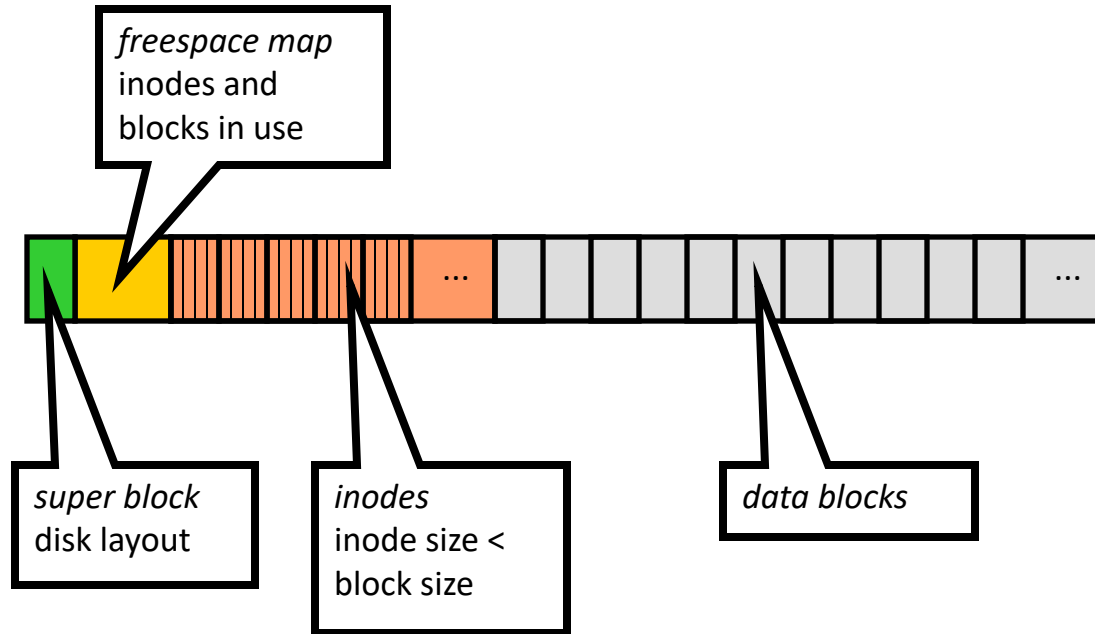 freespace map
inodes and
blocks in use
...
...
super block
disk layout
inodes
inode size <
block size
data blocks